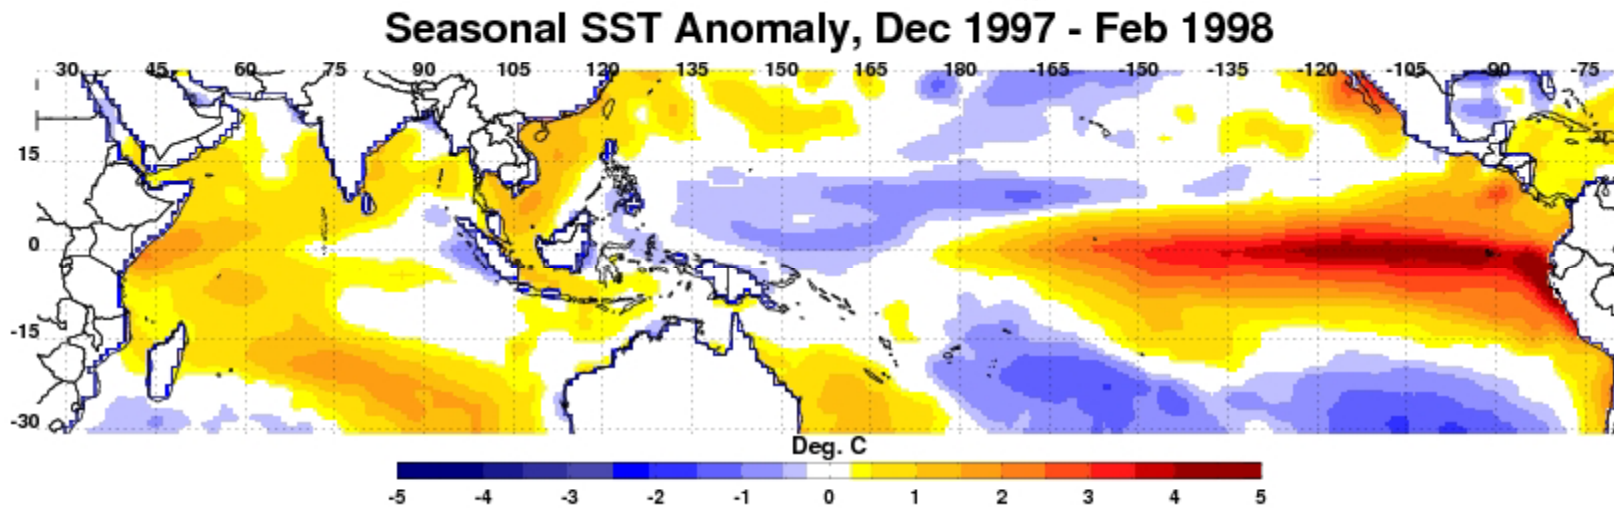 Seasonal SST Anomaly, Dec 1997 - Feb 1998
30 45 60 75 90 105 120 135 150 165 180 -165 -150 -135 -120 -105 -90 -75
15
0
-15
-30
Deg. C
-5 -4 -3 -2 -1 0 1 2 3 4 5